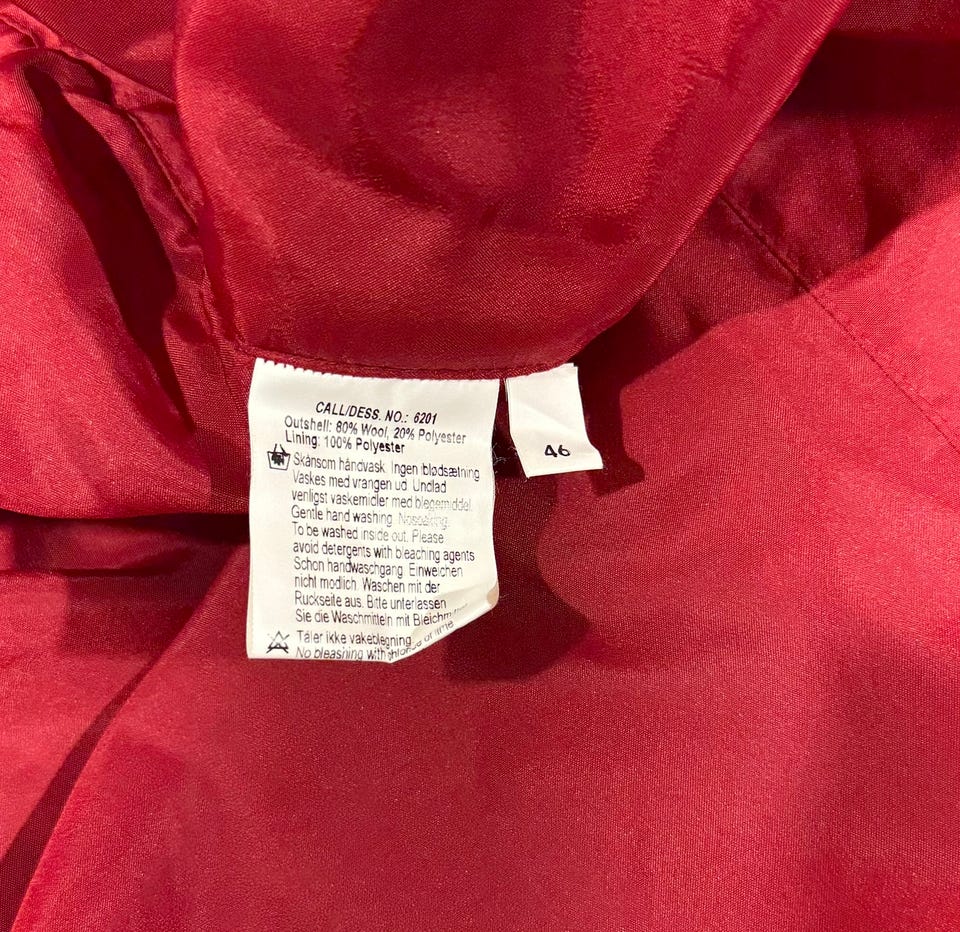 CALL/DESS. NO.: 6201
Outshell: 80% Wool, 20% Polyester
Lining: 100% Polyester
Skånsom håndvask. Ingen iblødsætning
Vaskes med vrangen ud. Undlad
venligst vaskemidler med blegemiddel.
Gentle hand washing. Nosoaking.
To be washed inside out. Please
avoid detergents with bleaching agents
Schon handwaschgang. Einweichen
nicht modlich. Waschen mit der
Ruckseite aus. Bitte unterlassen
Sie die Waschmitteln mit
Tåler ikke vakeblegning
No bleashing with or lime
46